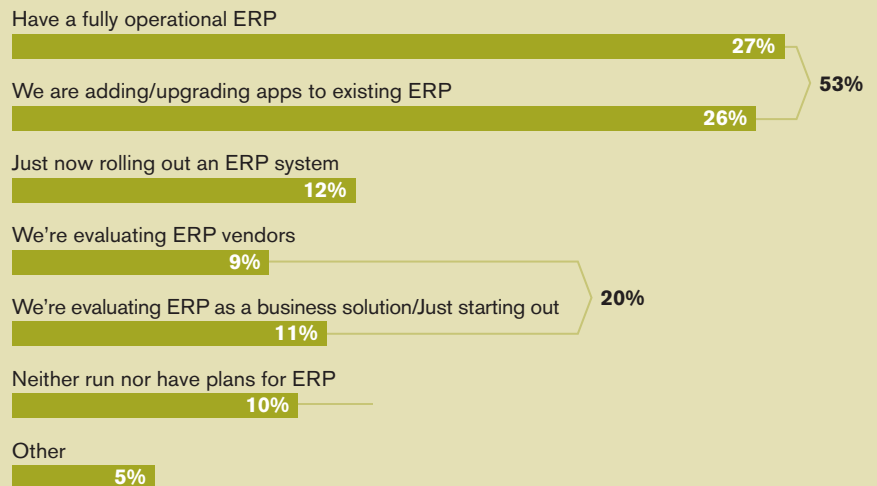 Have a fully operational ERP
27%
53%
We are adding/upgrading apps to existing ERP
26%
Just now rolling out an ERP system
12%
We're evaluating ERP vendors
9%
20%
We're evaluating ERP as a business solution/Just starting out
11%
Neither run nor have plans for ERP
10%
Other
5%